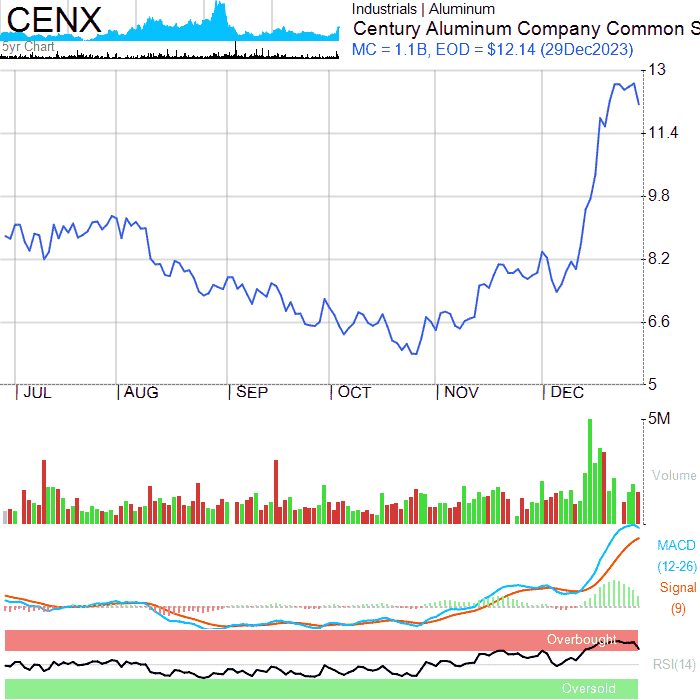 CENX
5yr Chart
Industrials | Aluminum
Century Aluminum Company Common S
MC = 1.1B, EOD = $12.14 (29Dec2023)
13
11.4
9.8
8.2
6.6
5
JUL AUG SEP OCT NOV DEC
5M
Volume
MACD
(12-26)
Signal
(9)
Overbought
RSI(14)
Oversold